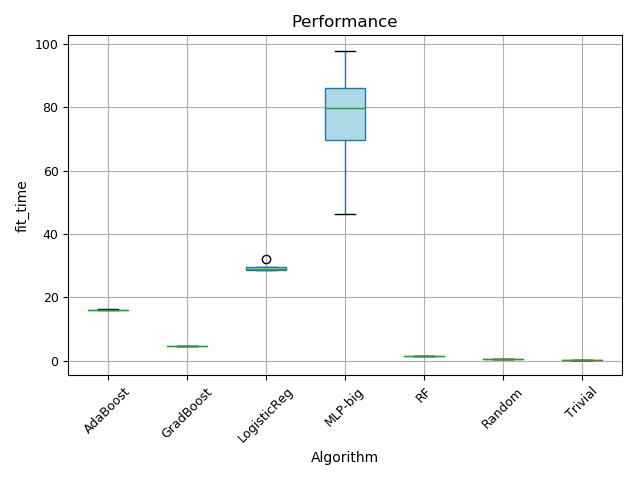 Performance
fit_time
100
80
60
40
20
0
AdaBoost
GradBoost
LogisticReg
MLP-big
RF
Random
Trivial
Algorithm